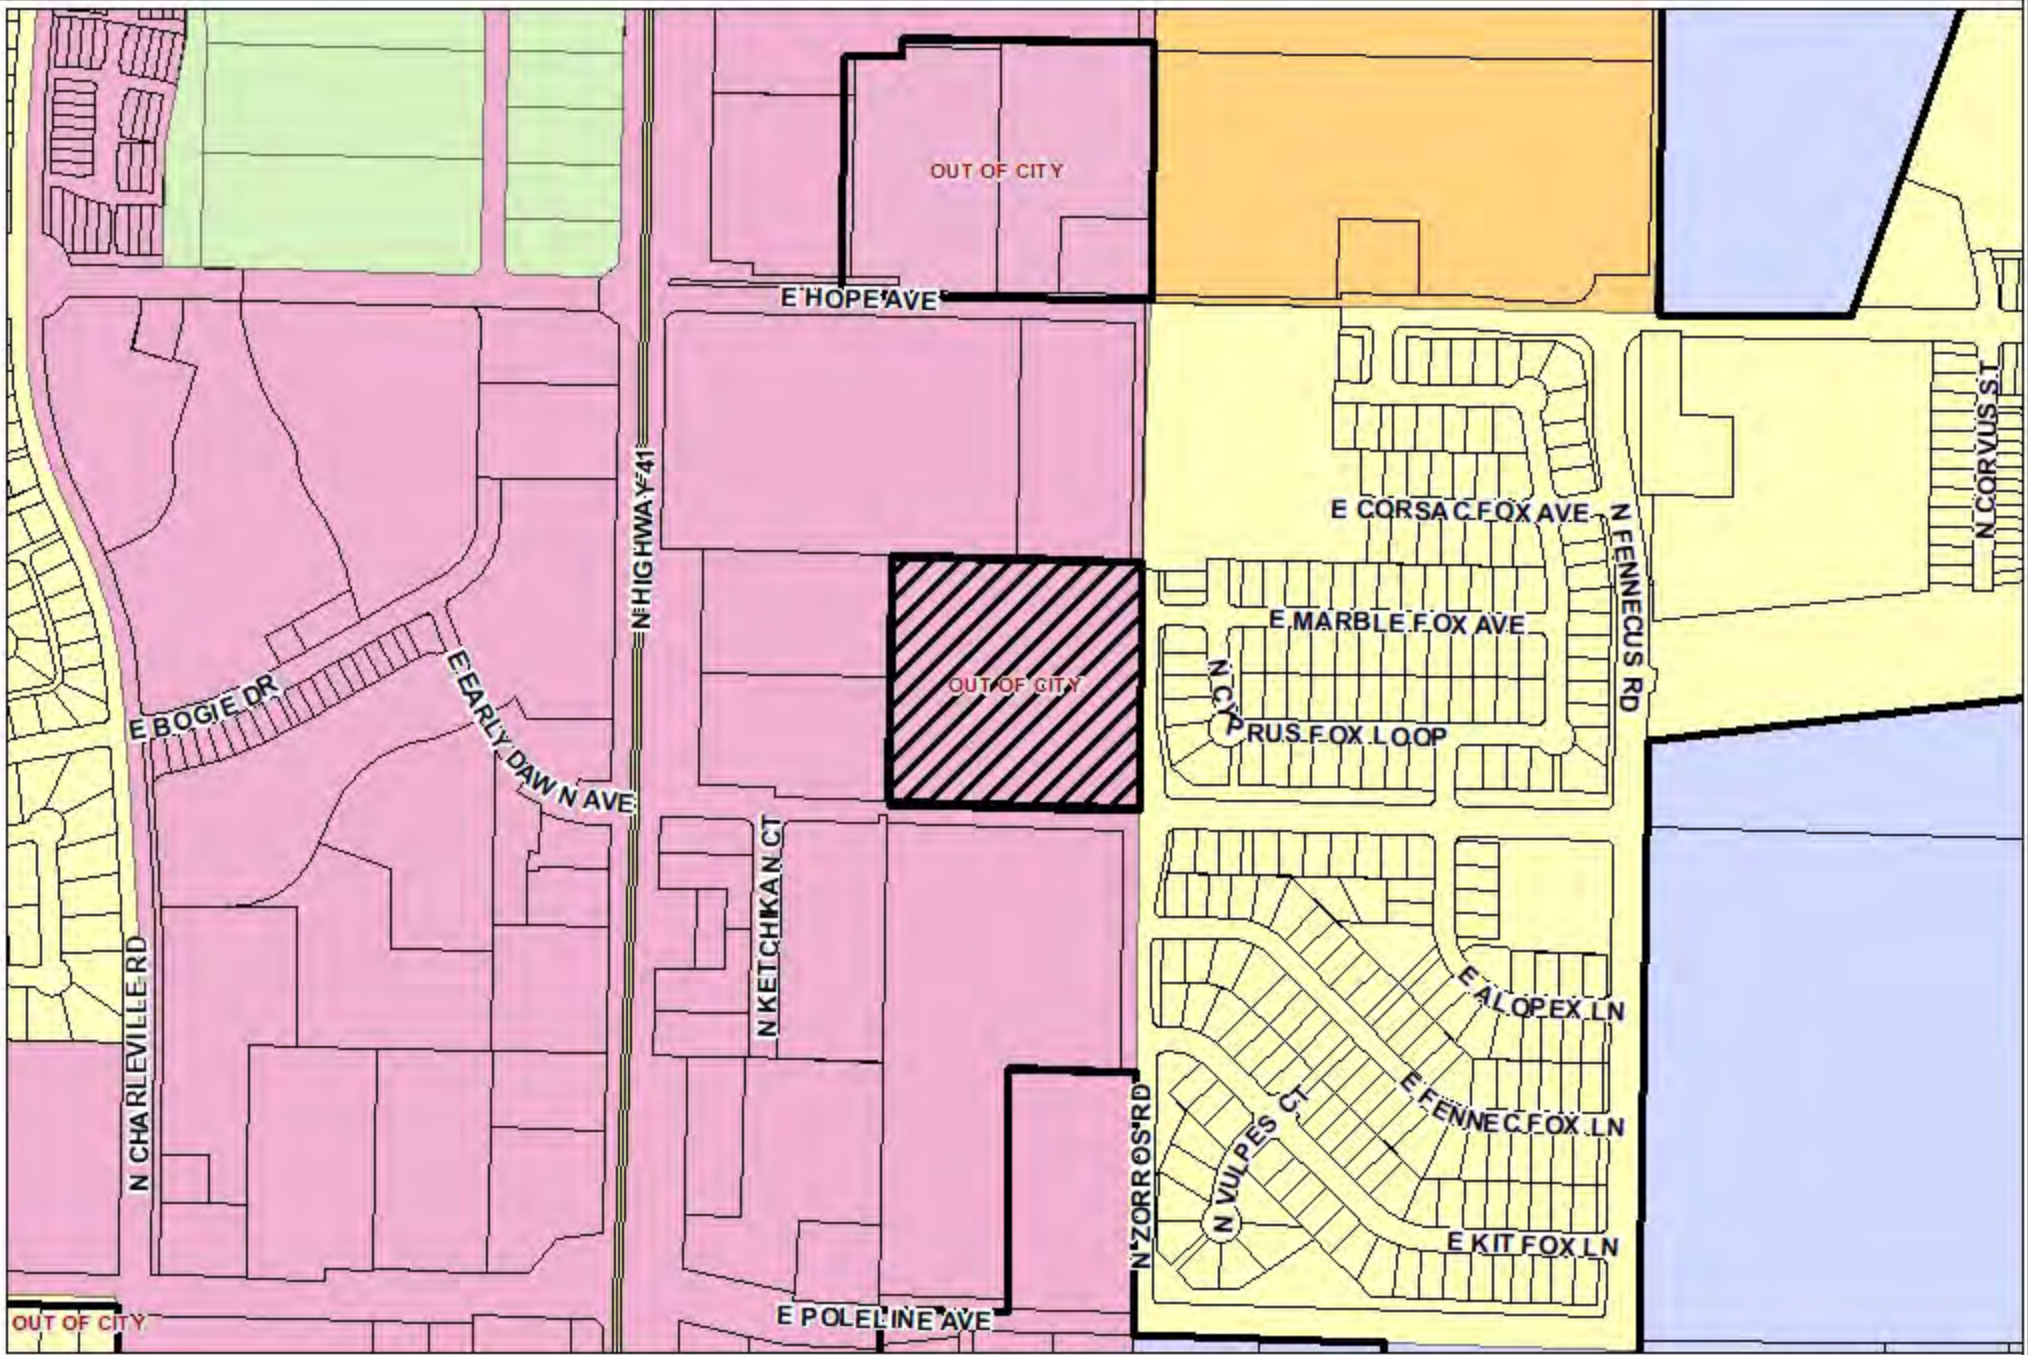 OUT OF CITY
E HOPE AVE
N HIGHWAY 41
N CORVUS ST
E CORSAC FOX AVE
N FENNECUS RD
E MARBLE FOX AVE
OUT OF CITY
N CYPRUS FOX LOOP
E BOGIE DR
E EARLY DAWN AVE
N KETCHIKAN CT
N CHARLEVILLE RD
E ALOPEX LN
E FENNEC FOX LN
N VULPES CT
N ZORROS RD
E KIT FOX LN
E POLELINE AVE
OUT OF CITY